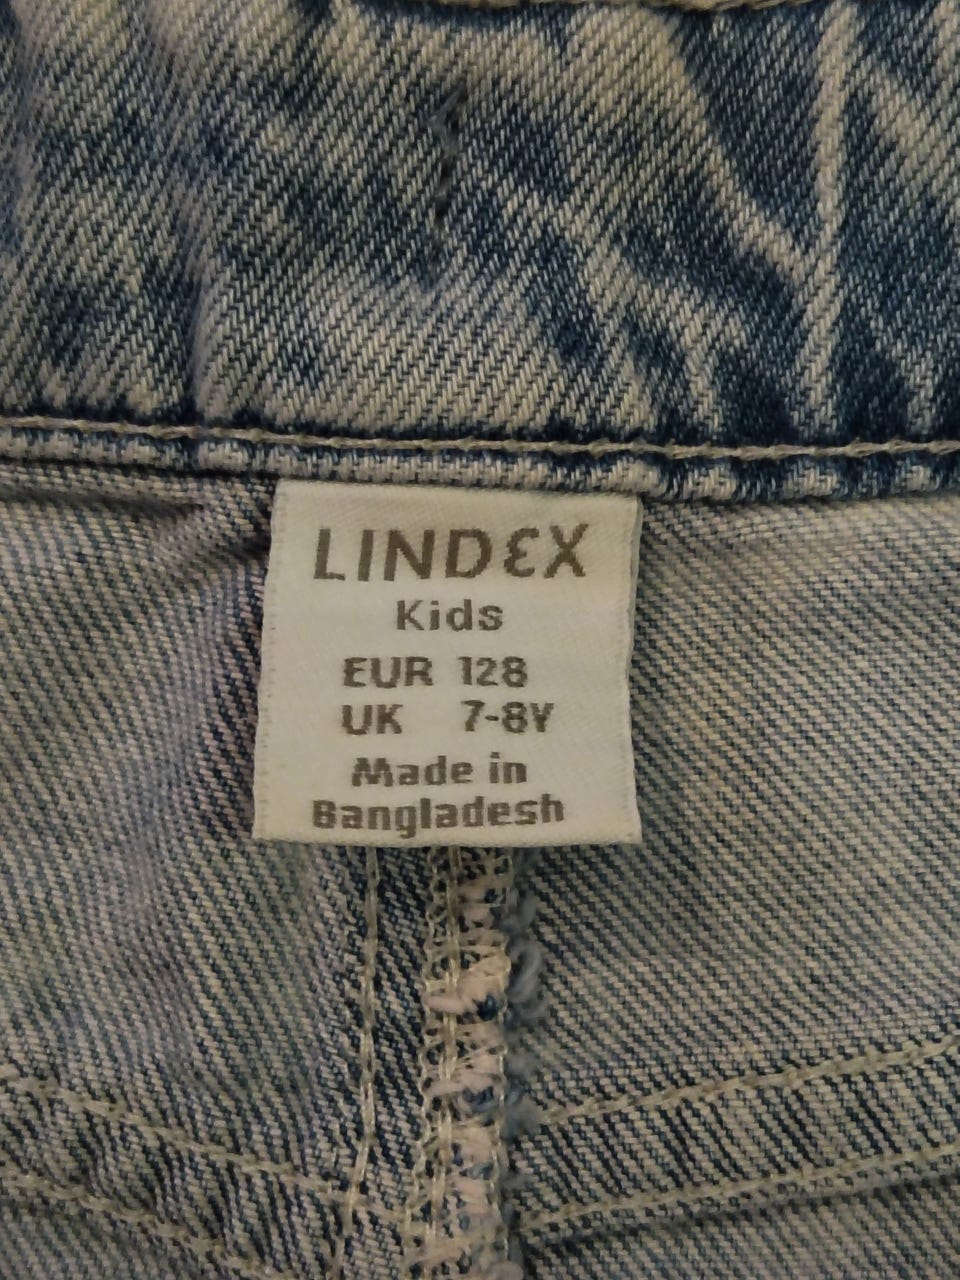 LINDEX
Kids
EUR 128
UK 7-8Y
Made in
Bangladesh